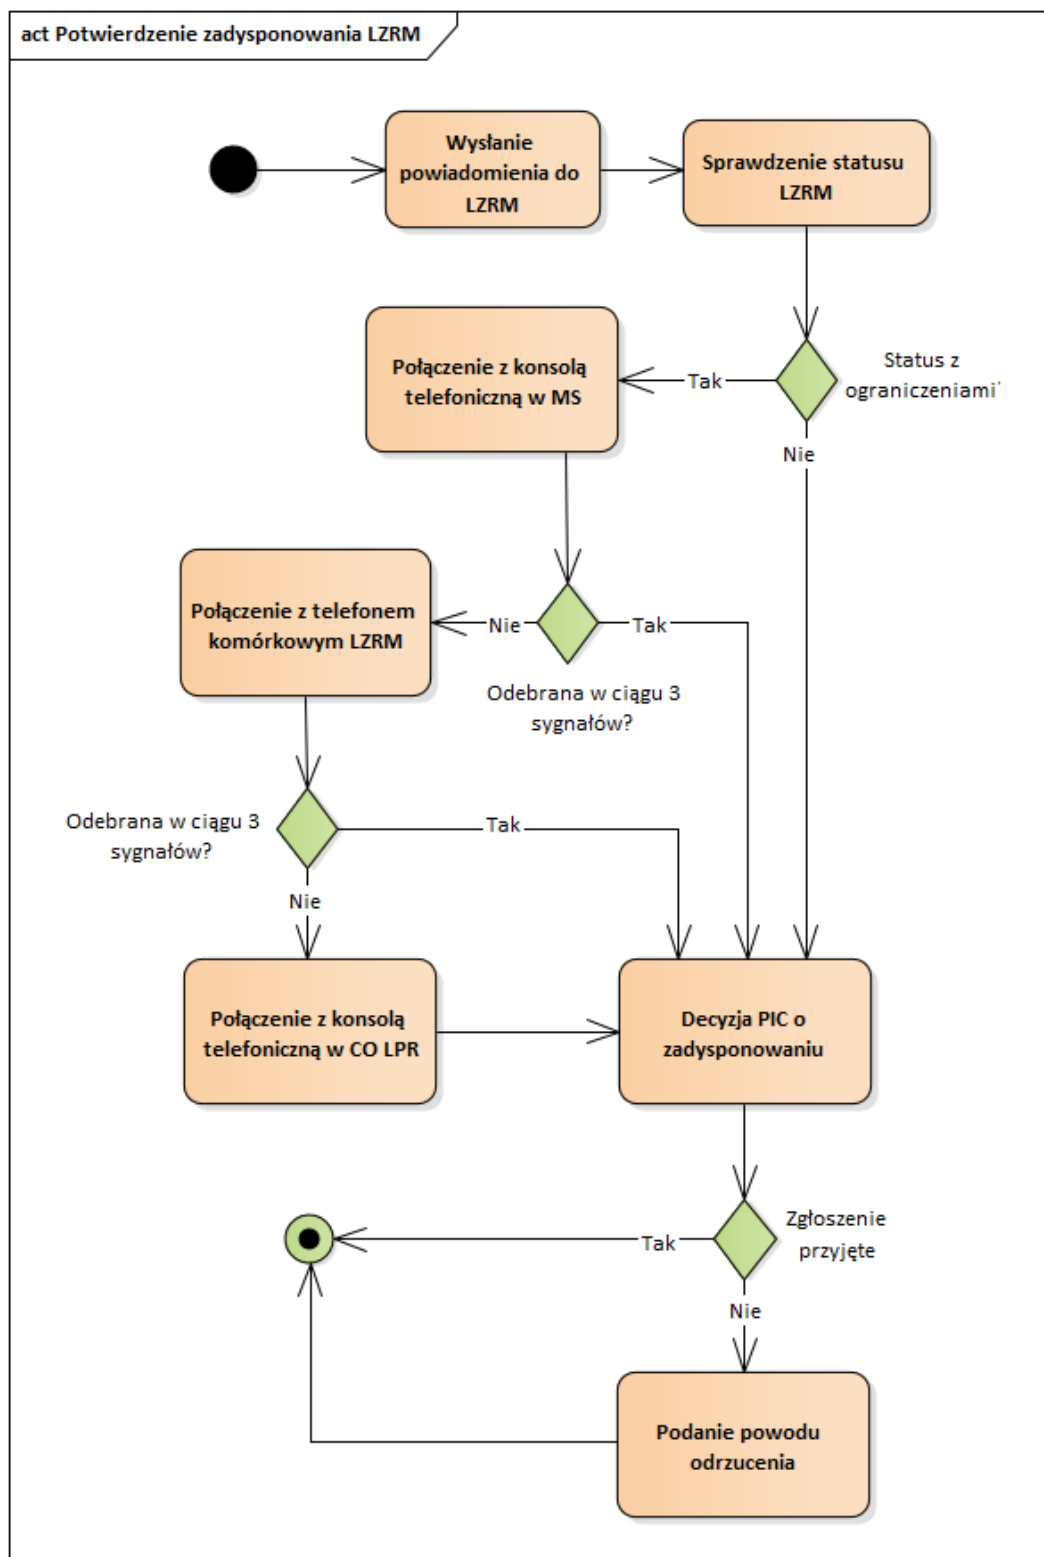 act Potwierdzenie zadysponowania LZRM
Wysłanie
powiadomienia do
LZRM
Sprawdzenie statusu
LZRM
Połączenie z konsolą
telefoniczną w MS
Tak
Status z
ograniczeniami
Nie
Połączenie z telefonem
komórkowym LZRM
Nie
Tak
Odebrana w ciągu 3
sygnałów?
Odebrana w ciągu 3
sygnałów?
Tak
Nie
Połączenie z konsolą
telefoniczną w CO LPR
Decyzja PIC o
zadysponowaniu
Zgłoszenie
przyjęte
Tak
Nie
Podanie powodu
odrzucenia